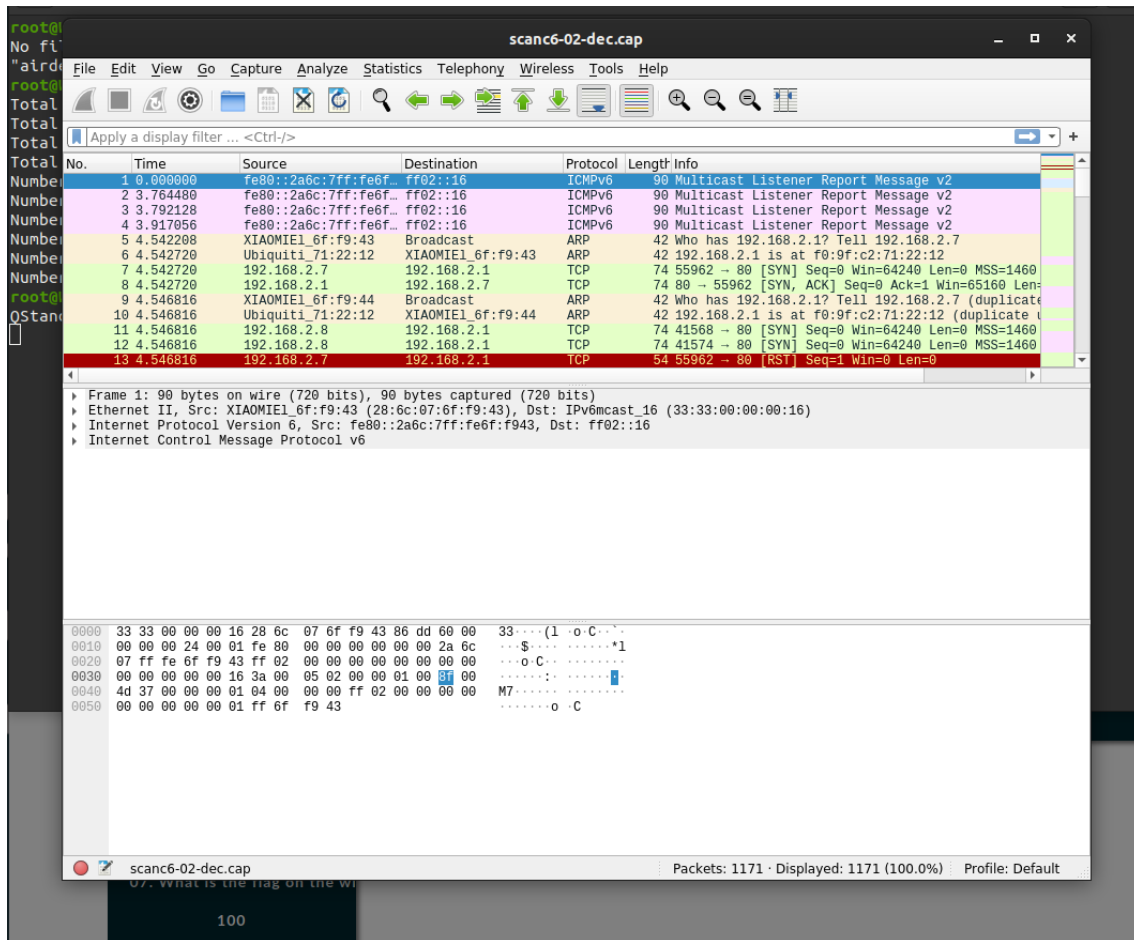 root@
scanc6-02-dec.cap
No fi
"airde
File Edit View Go Capture Analyze Statistics Telephony Wireless Tools Help
root@
Total
Total
Total
Total
Number
Number
Number
Number
Number
Number
root@
QStand
Apply a display filter ... <Ctrl-/>
No. Time Source Destination Protocol Length Info
1 0.000000 fe80::2a6c:7ff:fe6f… ff02::16 ICMPv6 90 Multicast Listener Report Message v2
2 3.764480 fe80::2a6c:7ff:fe6f… ff02::16 ICMPv6 90 Multicast Listener Report Message v2
3 3.792128 fe80::2a6c:7ff:fe6f… ff02::16 ICMPv6 90 Multicast Listener Report Message v2
4 3.917056 fe80::2a6c:7ff:fe6f… ff02::16 ICMPv6 90 Multicast Listener Report Message v2
5 4.542208 XIAOMIEl_6f:f9:43 Broadcast ARP 42 Who has 192.168.2.1? Tell 192.168.2.7
6 4.542720 Ubiquiti_71:22:12 XIAOMIEl_6f:f9:43 ARP 42 192.168.2.1 is at f0:9f:c2:71:22:12
7 4.542720 192.168.2.7 192.168.2.1 TCP 74 55962 → 80 [SYN] Seq=0 Win=64240 Len=0 MSS=1460
8 4.542720 192.168.2.1 192.168.2.7 TCP 74 80 → 55962 [SYN, ACK] Seq=0 Ack=1 Win=65160 Len=
9 4.546816 XIAOMIEl_6f:f9:44 Broadcast ARP 42 Who has 192.168.2.1? Tell 192.168.2.7 (duplicate
10 4.546816 Ubiquiti_71:22:12 XIAOMIEl_6f:f9:44 ARP 42 192.168.2.1 is at f0:9f:c2:71:22:12 (duplicate
11 4.546816 192.168.2.8 192.168.2.1 TCP 74 41568 → 80 [SYN] Seq=0 Win=64240 Len=0 MSS=1460
12 4.546816 192.168.2.8 192.168.2.1 TCP 74 41574 → 80 [SYN] Seq=0 Win=64240 Len=0 MSS=1460
13 4.546816 192.168.2.7 192.168.2.1 TCP 54 55962 → 80 [RST] Seq=1 Win=0 Len=0
Frame 1: 90 bytes on wire (720 bits), 90 bytes captured (720 bits)
Ethernet II, Src: XIAOMIEl_6f:f9:43 (28:6c:07:6f:f9:43), Dst: IPv6mcast_16 (33:33:00:00:00:16)
Internet Protocol Version 6, Src: fe80::2a6c:7ff:fe6f:f943, Dst: ff02::16
Internet Control Message Protocol v6
0000 33 33 00 00 00 16 28 6c 07 6f f9 43 86 dd 60 00 33····(l ·o·C··`·
0010 00 00 00 24 00 01 fe 80 00 00 00 00 00 00 2a 6c ···$···· ······*l
0020 07 ff fe 6f f9 43 ff 02 00 00 00 00 00 00 00 00 ···o·C·· ········
0030 00 00 00 00 00 16 3a 00 05 02 00 00 01 00 8f 00 ······:· ········
0040 4d 37 00 00 00 01 04 00 00 00 ff 02 00 00 00 00 M7······ ········
0050 00 00 00 00 00 01 ff 6f f9 43 ·······o ·C
scanc6-02-dec.cap Packets: 1171 · Displayed: 1171 (100.0%) Profile: Default
07. What is the flag on the wi
100